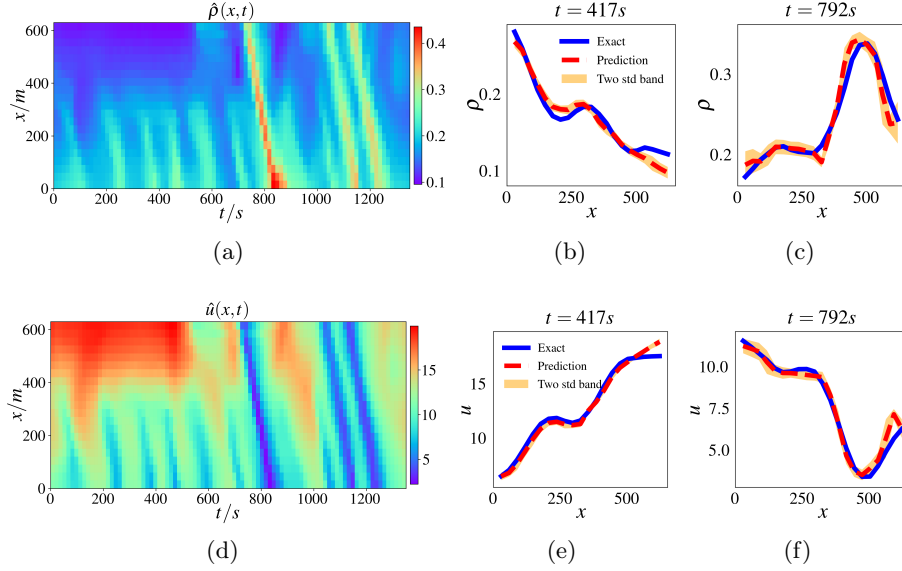 ρ̂(x,t)
x/m
600
400
200
0
0
200
400
600
800
1000
1200
t/s
0.4
0.3
0.2
0.1
(a)
t = 417s
Exact
Prediction
Two std band
ρ
0.2
0.1
0
250
500
x
(b)
t = 792s
ρ
0.3
0.2
0
250
500
x
(c)
û(x,t)
x/m
600
400
200
0
0
200
400
600
800
1000
1200
t/s
15
10
5
(d)
t = 417s
Exact
Prediction
Two std band
u
15
10
0
250
500
x
(e)
t = 792s
u
10.0
7.5
5.0
0
250
500
x
(f)